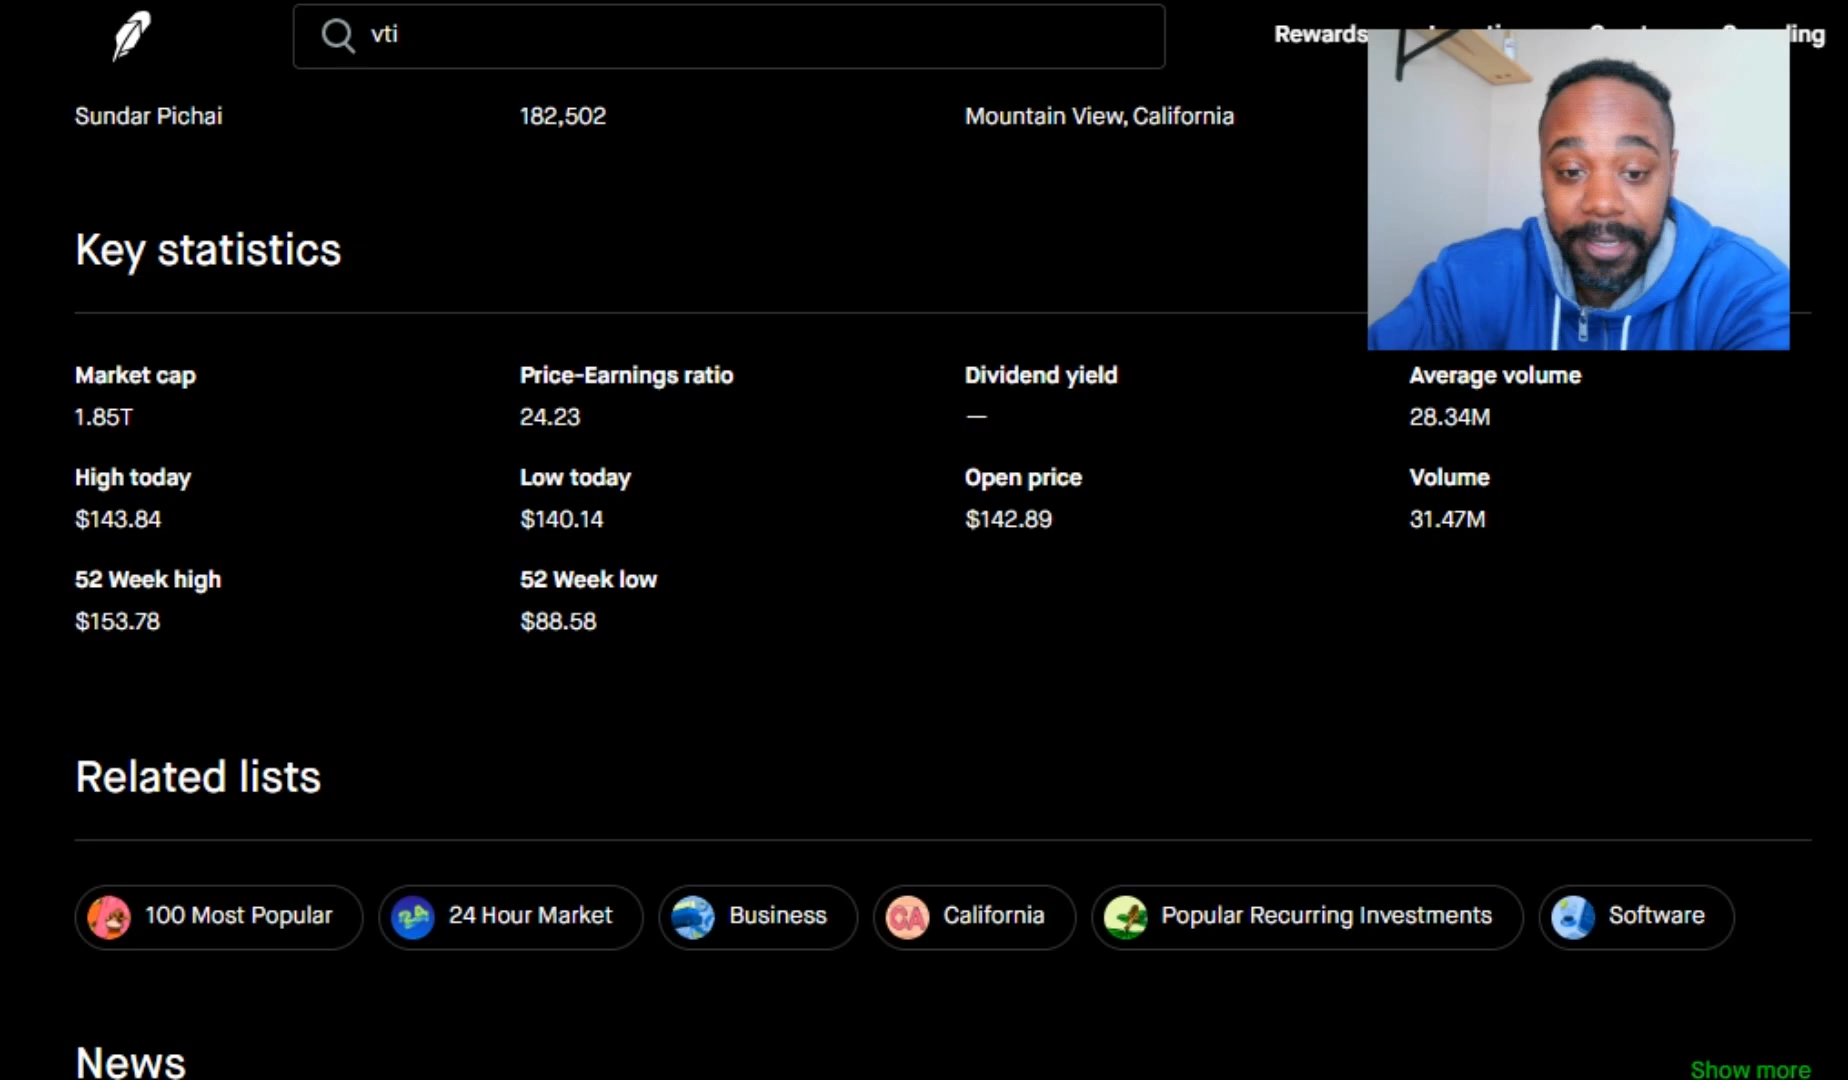 vti
Rewards
Sundar Pichai 182,502 Mountain View, California
Key statistics
Market cap Price-Earnings ratio Dividend yield Average volume
1.85T 24.23 — 28.34M
High today Low today Open price Volume
$143.84 $140.14 $142.89 31.47M
52 Week high 52 Week low
$153.78 $88.58
Related lists
100 Most Popular 24 Hour Market Business CA California Popular Recurring Investments Software
News Show more